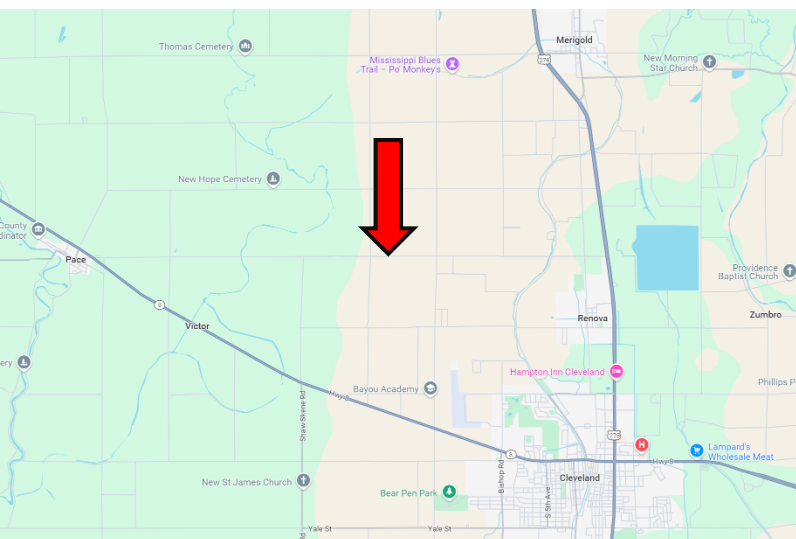 Thomas Cemetery
Merigold
Mississippi Blues
Trail – Po' Monkey's
278
New Morning
Star Church
New Hope Cemetery
County
dinator
Pace
Providence
Baptist Church
8
Victor
Renova
Zumbro
ery
Hampton Inn Cleveland
Phillips P
Bayou Academy
Hwy 8
Shaw Skene Rd
278
H
Lampard's
Wholesale Meat
8
Hwy 8
Bishop Rd
New St James Church
Cleveland
Bear Pen Park
S 5th Ave
Rd
Yale St
Yale St